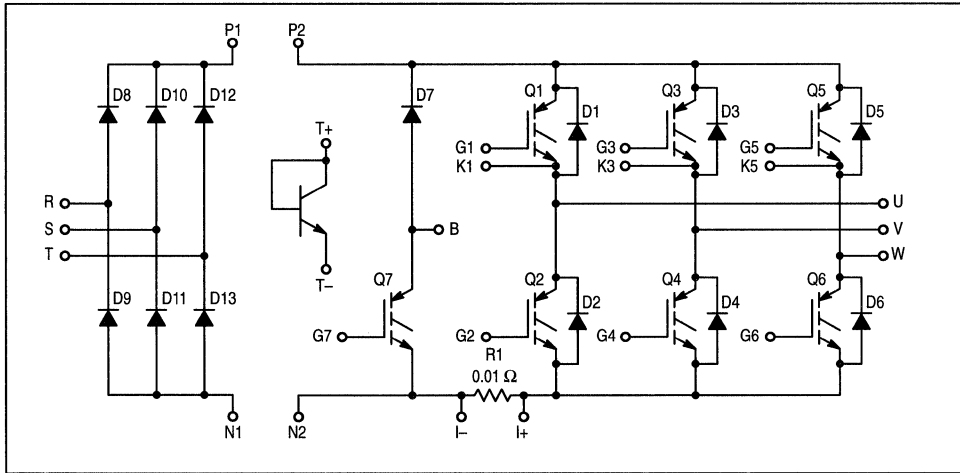 P1 P2
D8 D10 D12 D7 Q1 D1 Q3 D3 Q5 D5
T+
G1 G3 G5
K1 K3 K5
R U
S B V
T W
T–
Q7 Q2 Q4 Q6
D9 D11 D13 D2 D4 D6
G7 G2 G4 G6
R1
0.01 Ω
N1 N2 I– I+